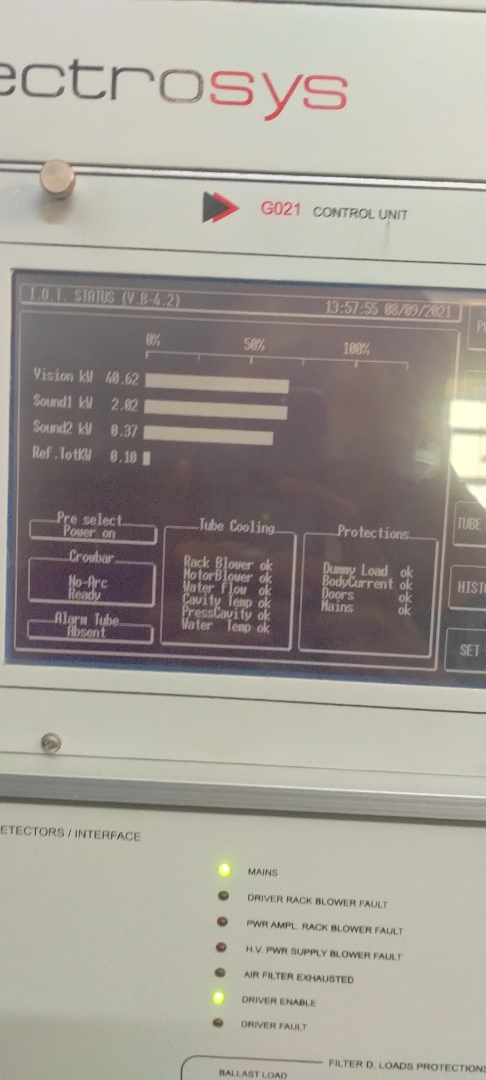 ectrosys
G021 CONTROL UNIT
I.O.T. STATUS (V.B-4.2) 13:57:55 08/09/2021
0% 50% 100%
Vision kW 40.62
Sound1 kW 2.02
Sound2 kW 0.37
Ref.TotKW 0.10
Pre select
Power on
Crowbar
No-Arc
Ready
Alarm Tube
Absent
Tube Cooling
Rack Blower ok
MotorBlower ok
Water flow ok
Cavity Temp ok
PressCavity ok
Water Temp ok
Protections
Dummy Load ok
BodyCurrent ok
Doors ok
Mains ok
TUBE
HIST
SET
ETECTORS / INTERFACE
MAINS
DRIVER RACK BLOWER FAULT
PWR AMPL. RACK BLOWER FAULT
H.V. PWR SUPPLY BLOWER FAULT
AIR FILTER EXHAUSTED
DRIVER ENABLE
DRIVER FAULT
FILTER D. LOADS PROTECTIONS
BALLAST LOAD